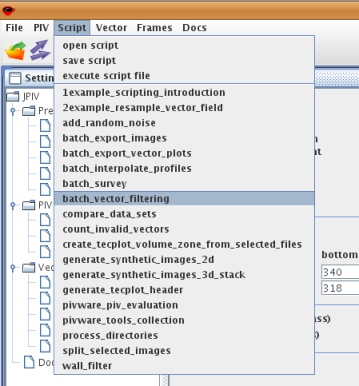 File PIV Script Vector Frames Docs
open script
save script
execute script file
Settin
1example_scripting_introduction
JPIV
2example_resample_vector_field
Pre
add_random_noise
batch_export_images
batch_export_vector_plots
batch_interpolate_profiles
batch_survey
batch_vector_filtering
PIV
compare_data_sets
count_invalid_vectors
create_tecplot_volume_zone_from_selected_files
bottom
generate_synthetic_images_2d
Vec
generate_synthetic_images_3d_stack
340
generate_tecplot_header
318
pivware_piv_evaluation
pivware_tools_collection
ass)
process_directories
split_selected_images
Doc
wall_filter